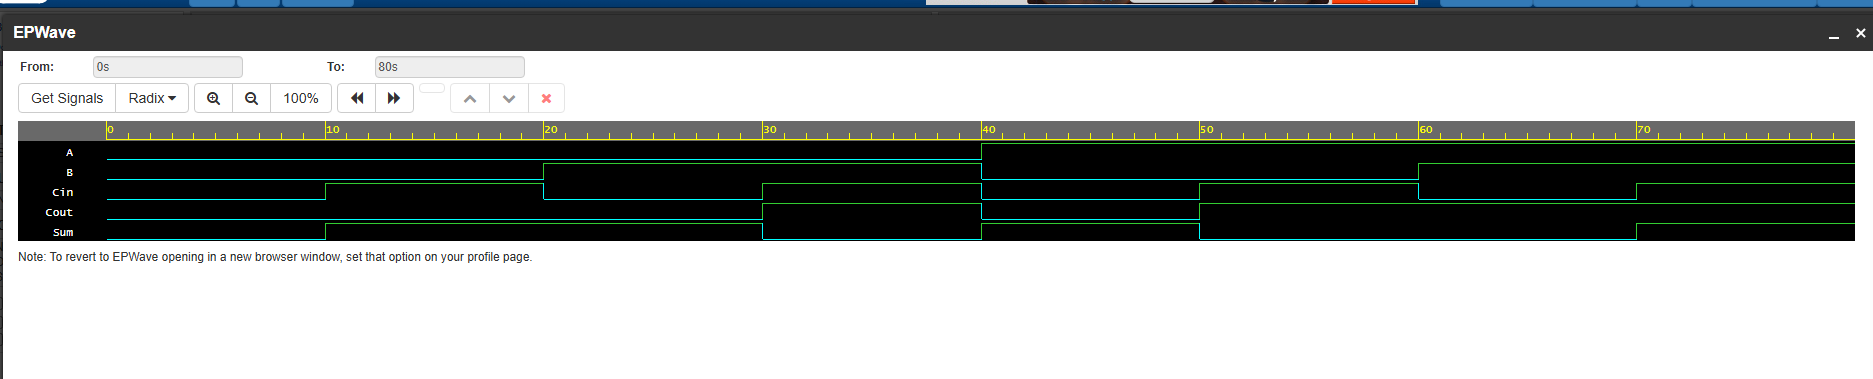 EPWave
From: 0s To: 80s
Get Signals Radix 100%
0 10 20 30 40 50 60 70
A
B
Cin
Cout
Sum
Note: To revert to EPWave opening in a new browser window, set that option on your profile page.